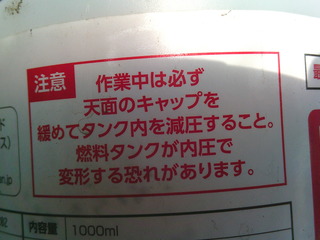 注意 作業中は必ず
天面のキャップを
緩めてタンク内を減圧すること。
燃料タンクが内圧で
変形する恐れがあります。
内容量 1000ml